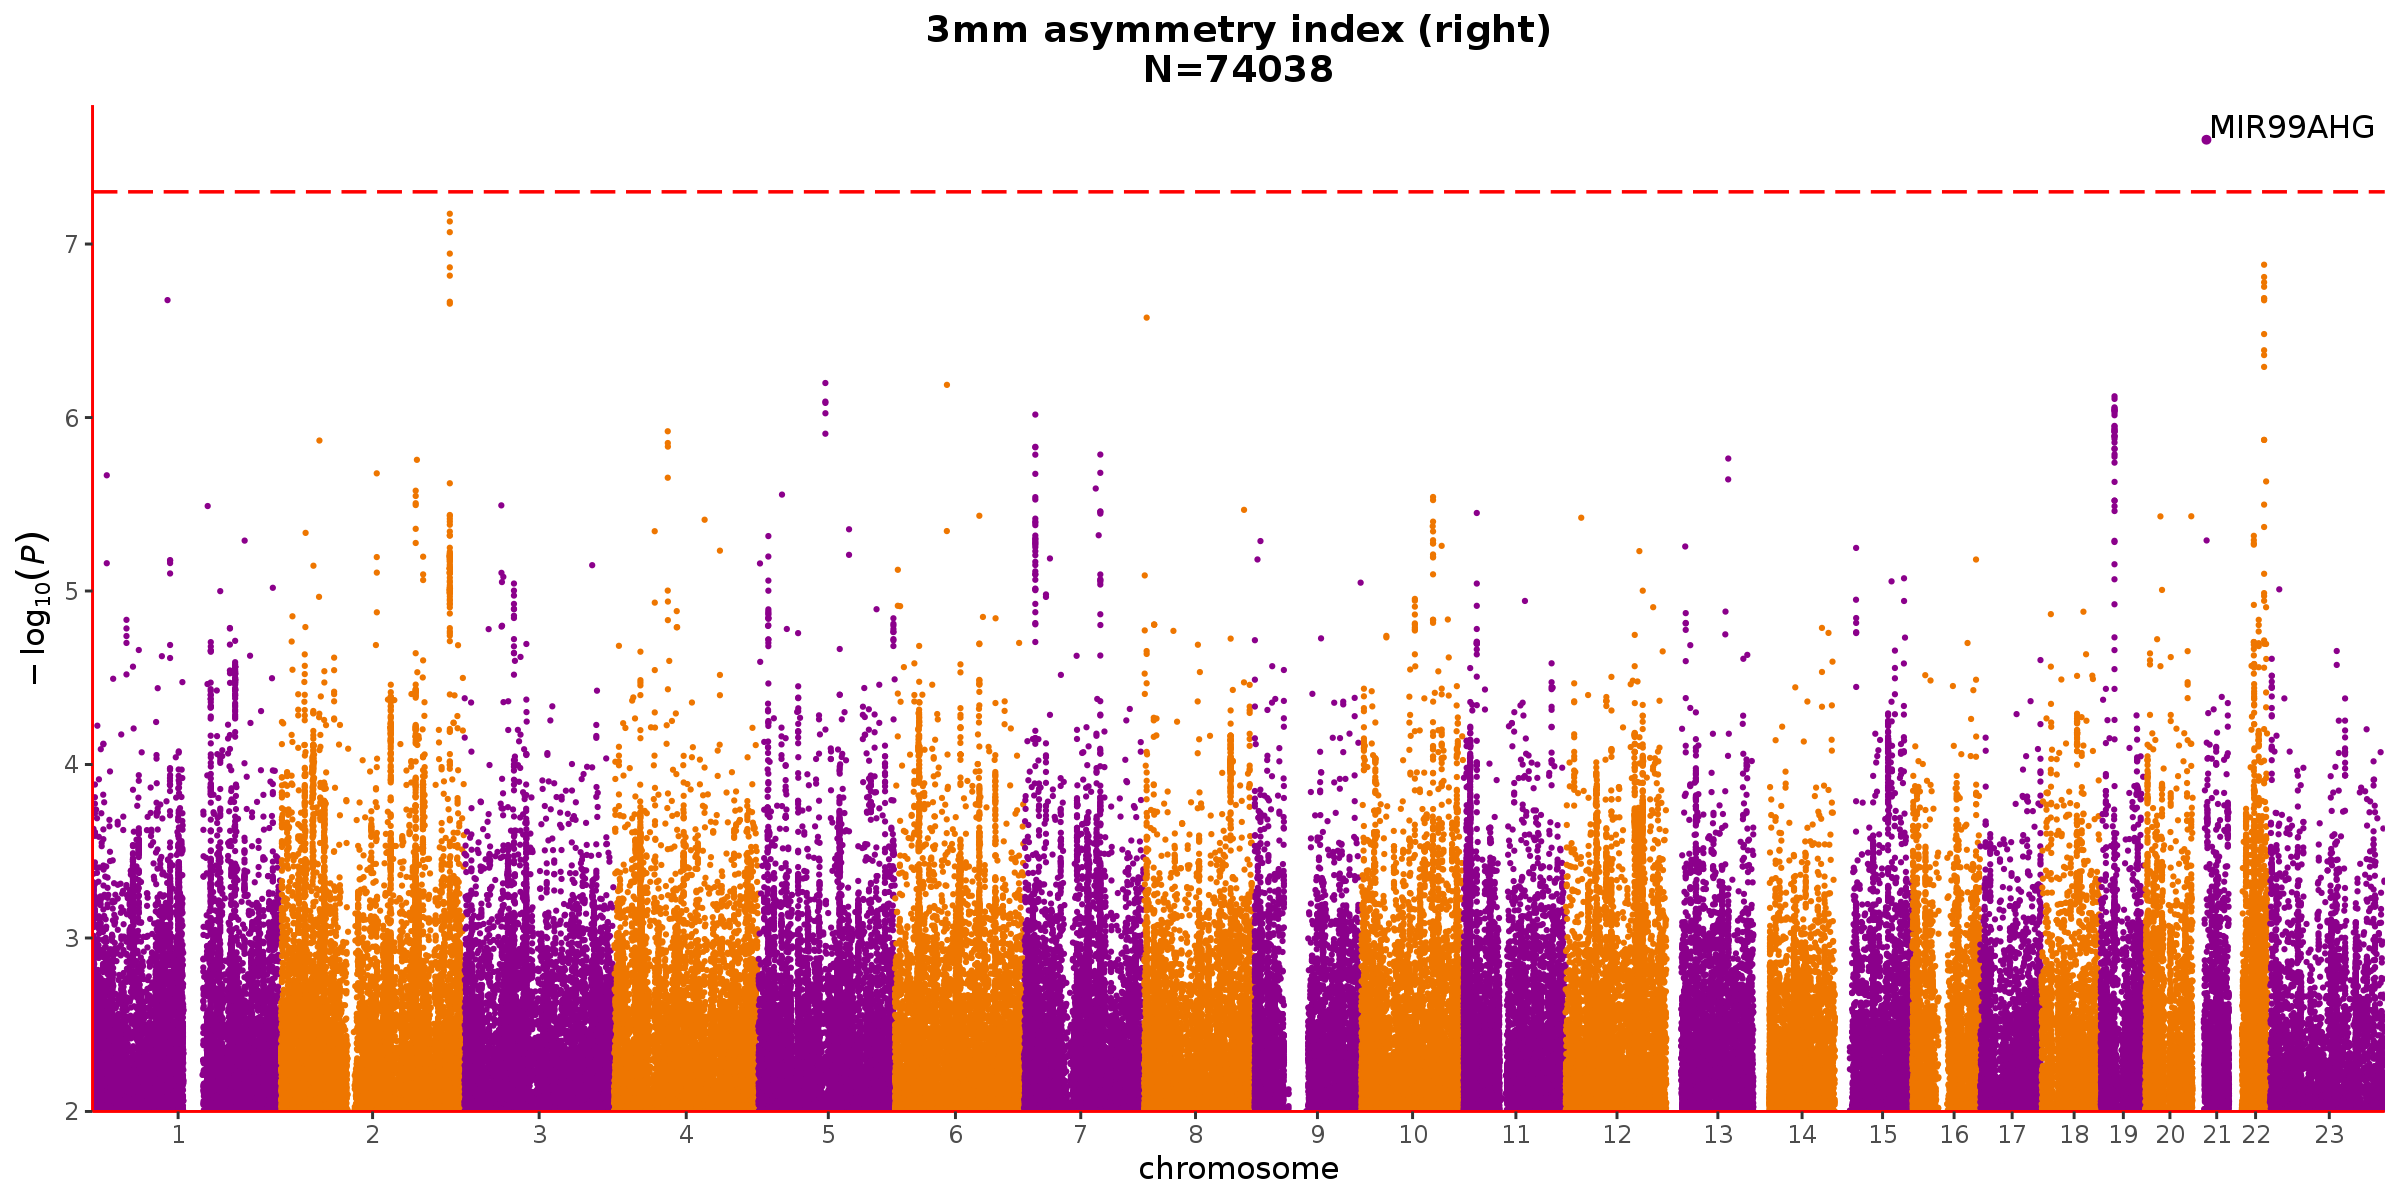 3mm asymmetry index (right)
N=74038
MIR99AHG
7
6
5
4
3
2
−log10(P)
1 2 3 4 5 6 7 8 9 10 11 12 13 14 15 16 17 18 19 20 21 22 23
chromosome